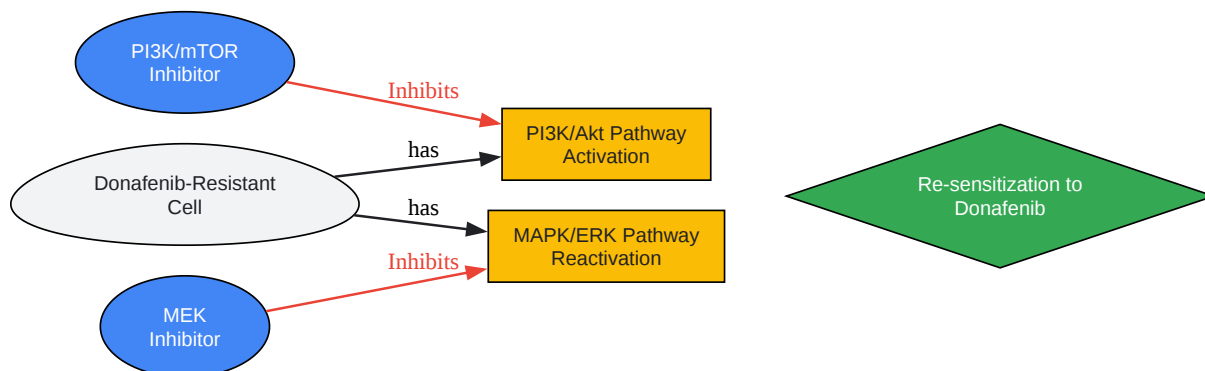 PI3K/mTOR
Inhibitor
Inhibits
PI3K/Akt Pathway
Activation
has
Donafenib-Resistant
Cell
Re-sensitization to
Donafenib
has
MAPK/ERK Pathway
Reactivation
Inhibits
MEK
Inhibitor